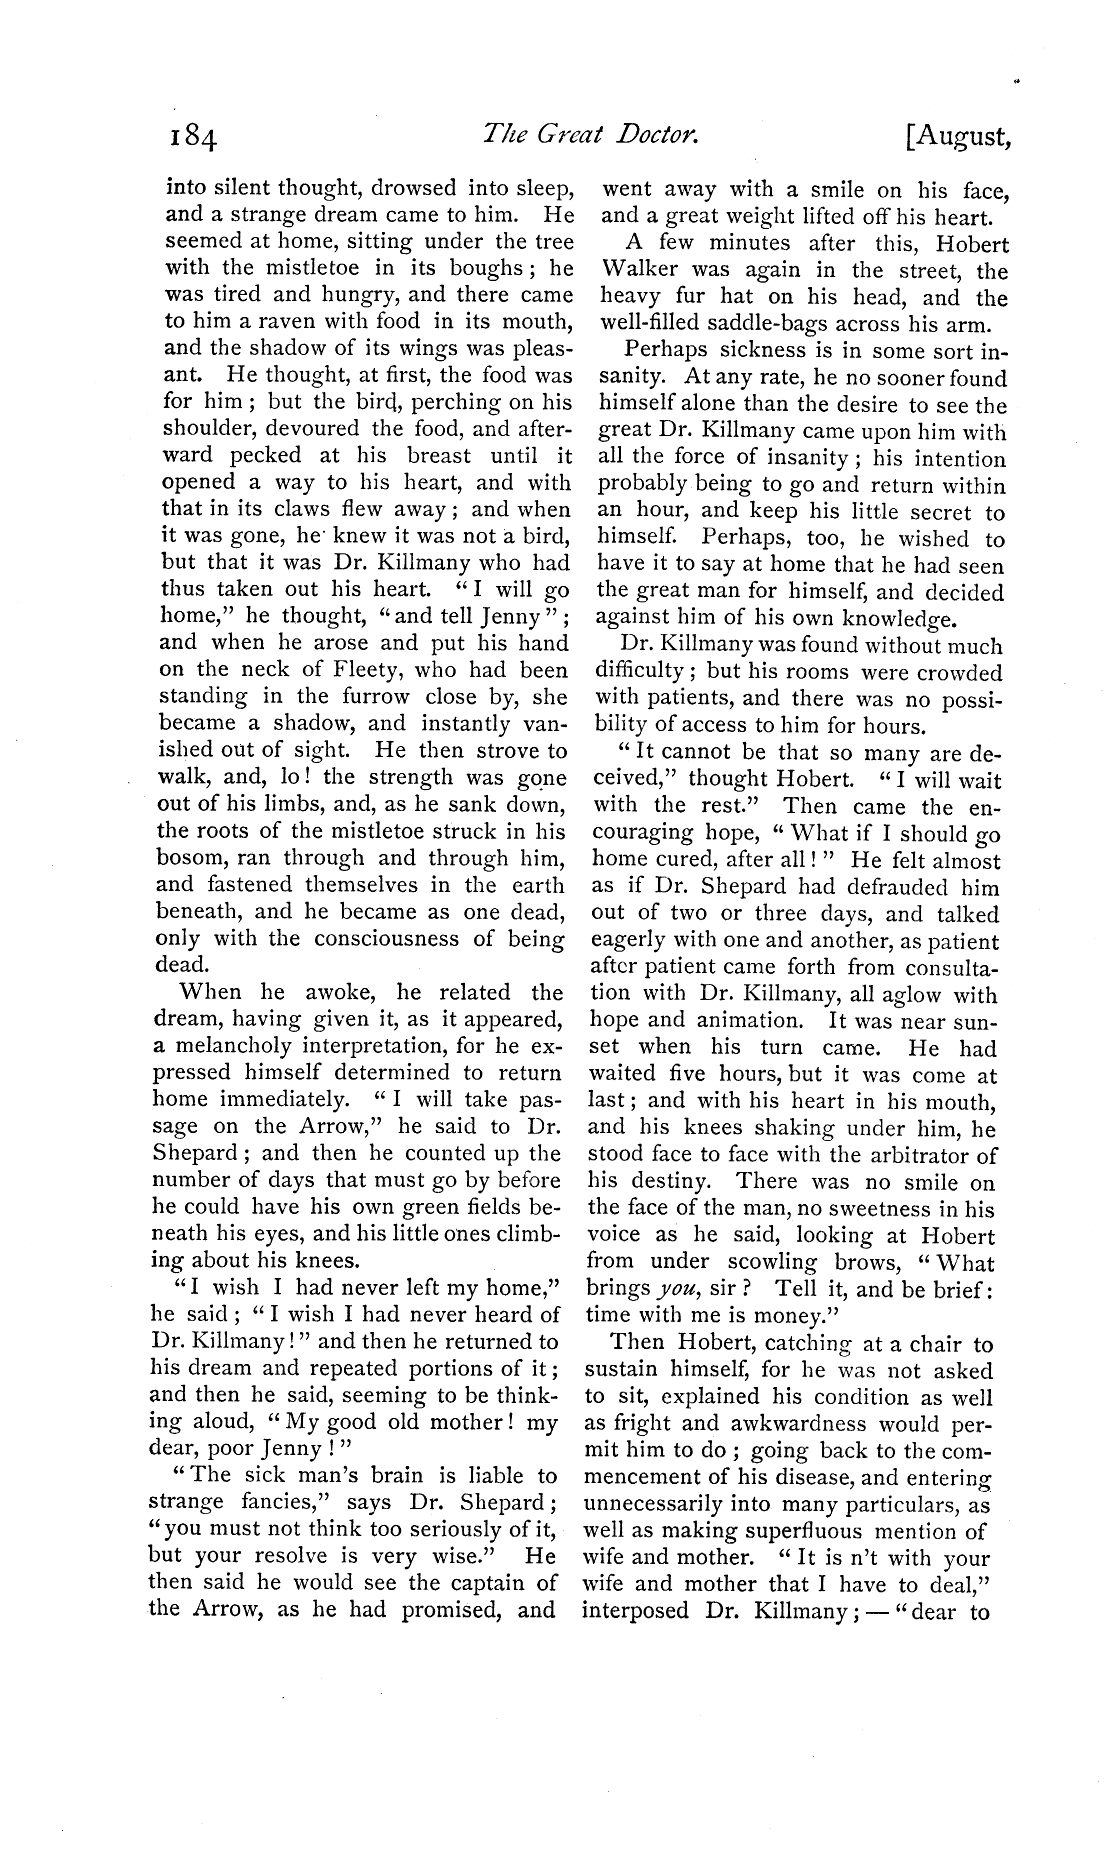 184 The Great Doctor. [August,
into silent thought, drowsed into sleep,
and a strange dream came to him. He
seemed at home, sitting under the tree
with the mistletoe in its boughs; he
was tired and hungry, and there came
to him a raven with food in its mouth,
and the shadow of its wings was pleas-
ant. He thought, at first, the food was
for him; but the bird, perching on his
shoulder, devoured the food, and after-
ward pecked at his breast until it
opened a way to his heart, and with
that in its claws flew away; and when
it was gone, he knew it was not a bird,
but that it was Dr. Killmany who had
thus taken out his heart. "I will go
home," he thought, "and tell Jenny";
and when he arose and put his hand
on the neck of Fleety, who had been
standing in the furrow close by, she
became a shadow, and instantly van-
ished out of sight. He then strove to
walk, and, lo! the strength was gone
out of his limbs, and, as he sank down,
the roots of the mistletoe struck in his
bosom, ran through and through him,
and fastened themselves in the earth
beneath, and he became as one dead,
only with the consciousness of being
dead.
When he awoke, he related the
dream, having given it, as it appeared,
a melancholy interpretation, for he ex-
pressed himself determined to return
home immediately. "I will take pas-
sage on the Arrow," he said to Dr.
Shepard; and then he counted up the
number of days that must go by before
he could have his own green fields be-
neath his eyes, and his little ones climb-
ing about his knees.
"I wish I had never left my home,"
he said; "I wish I had never heard of
Dr. Killmany!" and then he returned to
his dream and repeated portions of it;
and then he said, seeming to be think-
ing aloud, "My good old mother! my
dear, poor Jenny!"
"The sick man's brain is liable to
strange fancies," says Dr. Shepard;
"you must not think too seriously of it,
but your resolve is very wise." He
then said he would see the captain of
the Arrow, as he had promised, and
went away with a smile on his face,
and a great weight lifted off his heart.
A few minutes after this, Hobert
Walker was again in the street, the
heavy fur hat on his head, and the
well-filled saddle-bags across his arm.
Perhaps sickness is in some sort in-
sanity. At any rate, he no sooner found
himself alone than the desire to see the
great Dr. Killmany came upon him with
all the force of insanity; his intention
probably being to go and return within
an hour, and keep his little secret to
himself. Perhaps, too, he wished to
have it to say at home that he had seen
the great man for himself, and decided
against him of his own knowledge.
Dr. Killmany was found without much
difficulty; but his rooms were crowded
with patients, and there was no possi-
bility of access to him for hours.
"It cannot be that so many are de-
ceived," thought Hobert. "I will wait
with the rest." Then came the en-
couraging hope, "What if I should go
home cured, after all!" He felt almost
as if Dr. Shepard had defrauded him
out of two or three days, and talked
eagerly with one and another, as patient
after patient came forth from consulta-
tion with Dr. Killmany, all aglow with
hope and animation. It was near sun-
set when his turn came. He had
waited five hours, but it was come at
last; and with his heart in his mouth,
and his knees shaking under him, he
stood face to face with the arbitrator of
his destiny. There was no smile on
the face of the man, no sweetness in his
voice as he said, looking at Hobert
from under scowling brows, "What
brings you, sir? Tell it, and be brief:
time with me is money."
Then Hobert, catching at a chair to
sustain himself, for he was not asked
to sit, explained his condition as well
as fright and awkwardness would per-
mit him to do; going back to the com-
mencement of his disease, and entering
unnecessarily into many particulars, as
well as making superfluous mention of
wife and mother. "It is n't with your
wife and mother that I have to deal,"
interposed Dr. Killmany;—"dear to